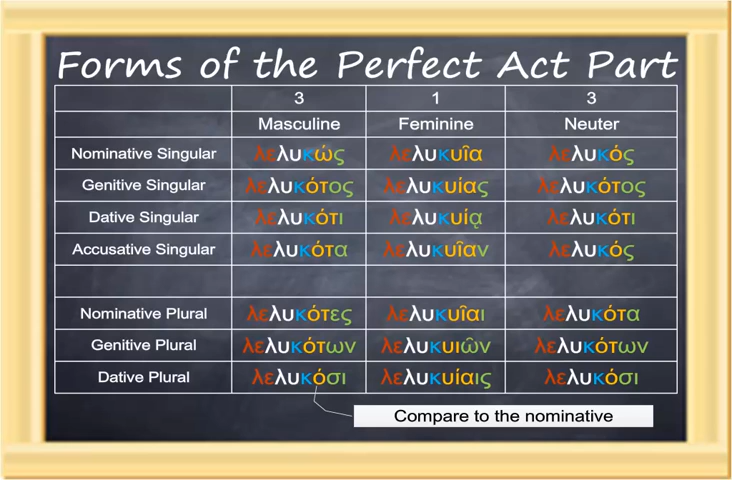 Forms of the Perfect Act Part
3 1 3
Masculine Feminine Neuter
Nominative Singular λελυκώς λελυκυῖα λελυκός
Genitive Singular λελυκότος λελυκυίας λελυκότος
Dative Singular λελυκότι λελυκυίᾳ λελυκότι
Accusative Singular λελυκότα λελυκυῖαν λελυκός
Nominative Plural λελυκότες λελυκυῖαι λελυκότα
Genitive Plural λελυκότων λελυκυιῶν λελυκότων
Dative Plural λελυκόσι λελυκυίαις λελυκόσι
Compare to the nominative